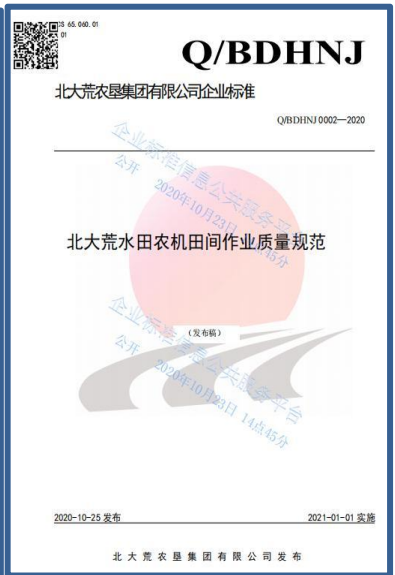 CS 65.060.01
01
Q/BDHNJ
北大荒农垦集团有限公司企业标准
Q/BDHNJ 0002—2020
企业标准信息公共服务平台
公开 2020年10月23日 14点45分
北大荒水田农机田间作业质量规范
（发布稿）
企业标准信息公共服务平台
公开 2020年10月23日 14点45分
2020-10-25 发布
2021-01-01 实施
北大荒农垦集团有限公司发布